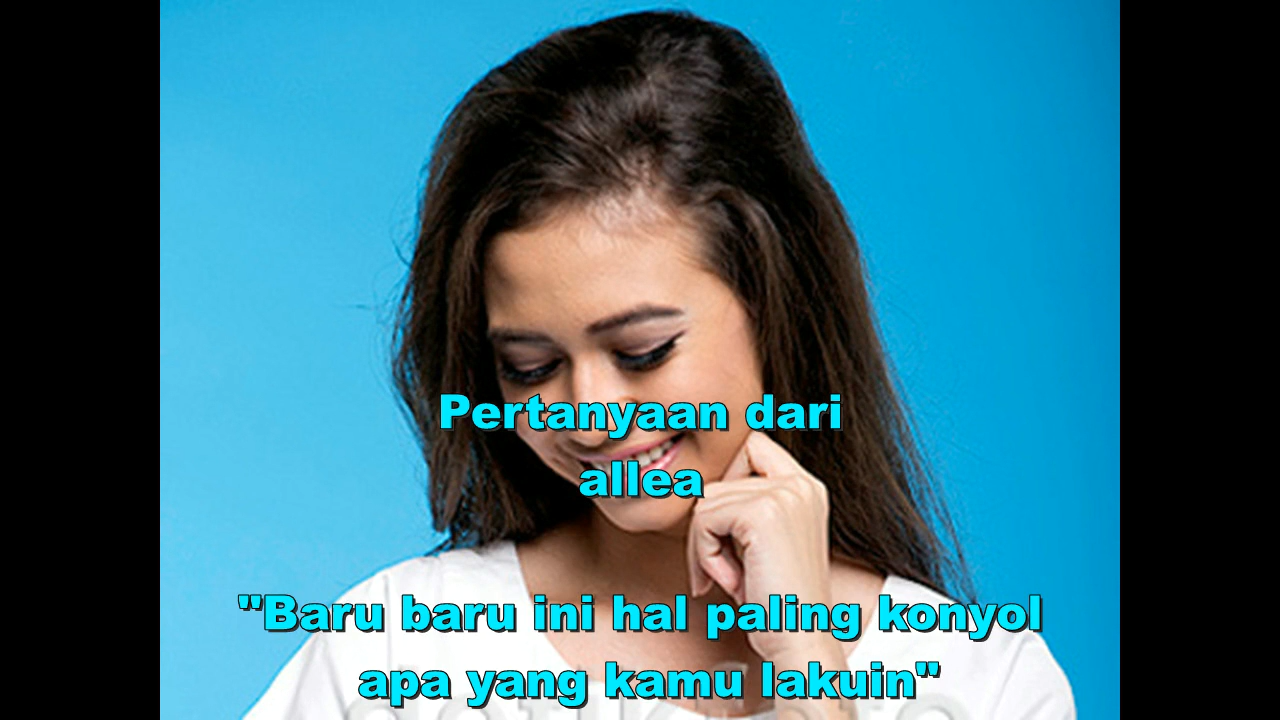 Pertanyaan dari
allea
"Baru baru ini hal paling konyol
apa yang kamu lakuin"